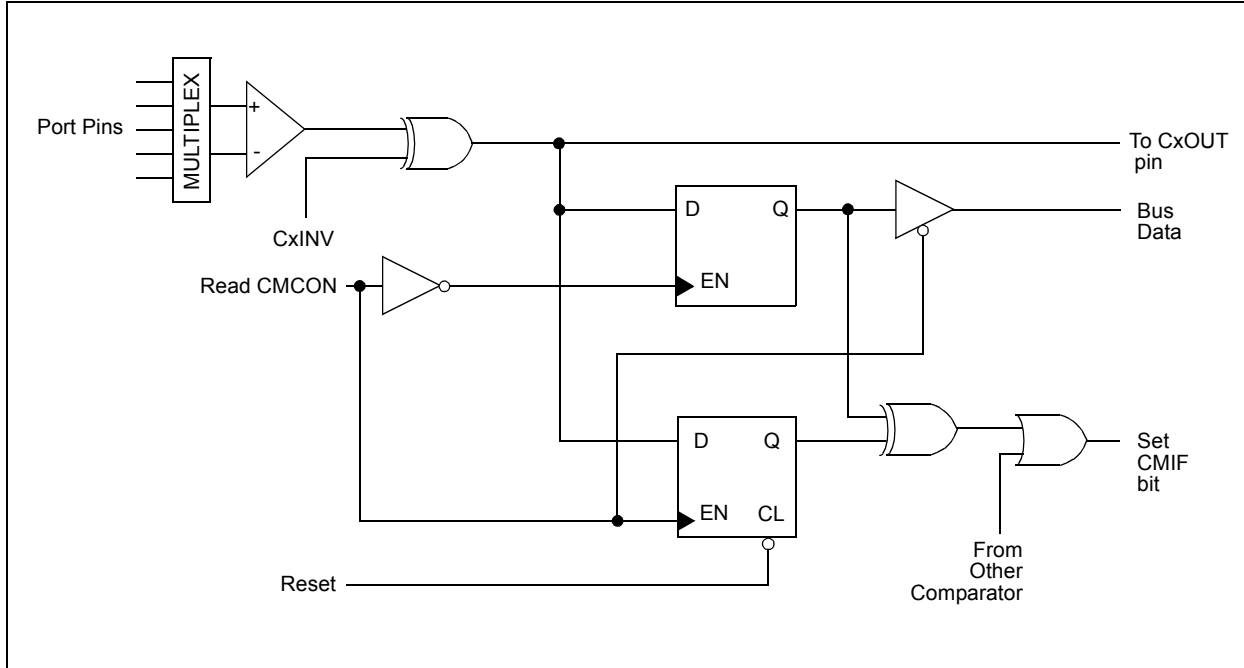 MULTIPLEX
Port Pins
+
-
CxINV
To CxOUT
pin
D
Q
EN
Bus
Data
Read CMCON
D
Q
EN
CL
Set
CMIF
bit
From
Other
Comparator
Reset